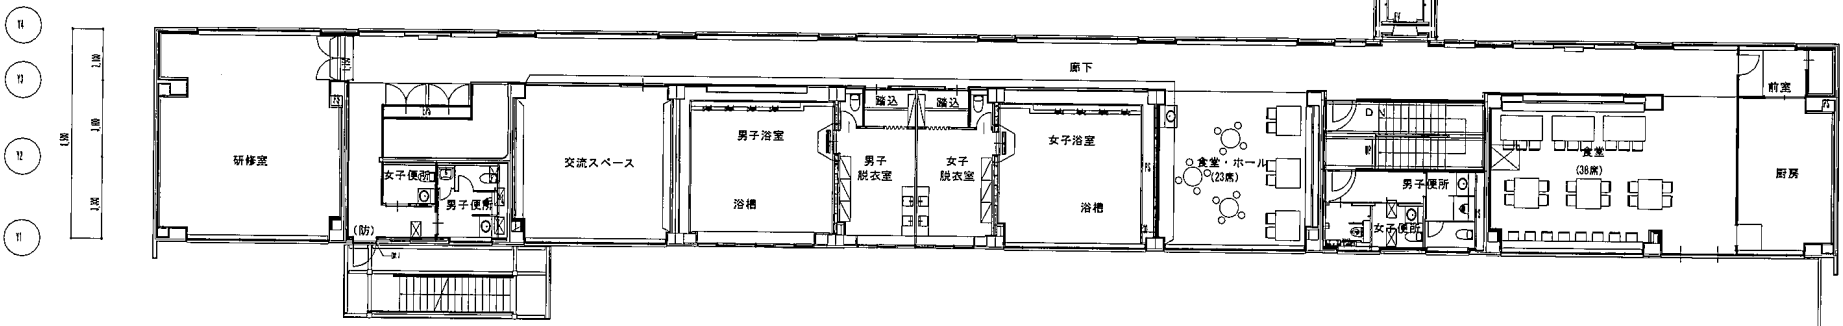 Y4
Y3
Y2
Y1
廊下
前室
踏込
踏込
男子浴室
女子浴室
研修室
交流スペース
男子
脱衣室
女子
脱衣室
食堂・ホール
(23席)
食堂
(38席)
厨房
女子便所
男子便所
男子便所
浴槽
浴槽
女子便所
(防)